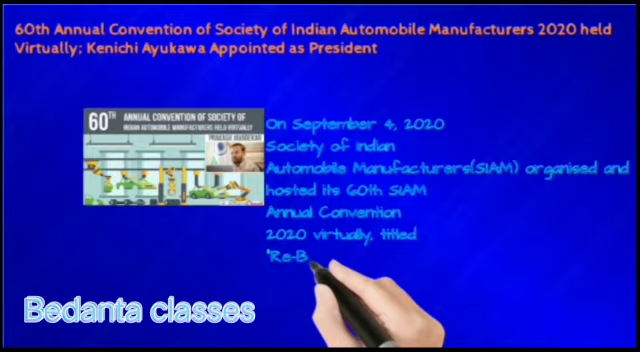 60th Annual Convention of Society of Indian Automobile Manufacturers 2020 held
Virtually; Kenichi Ayukawa Appointed as President
60TH ANNUAL CONVENTION OF SOCIETY OF
INDIAN AUTOMOBILE MANUFACTURERS HELD VIRTUALLY
On September 4, 2020
Society of Indian
Automobile Manufacturers(SIAM) organised and
hosted its 60th SIAM
Annual Convention
2020 virtually, titled
"Re-B
Bedanta classes